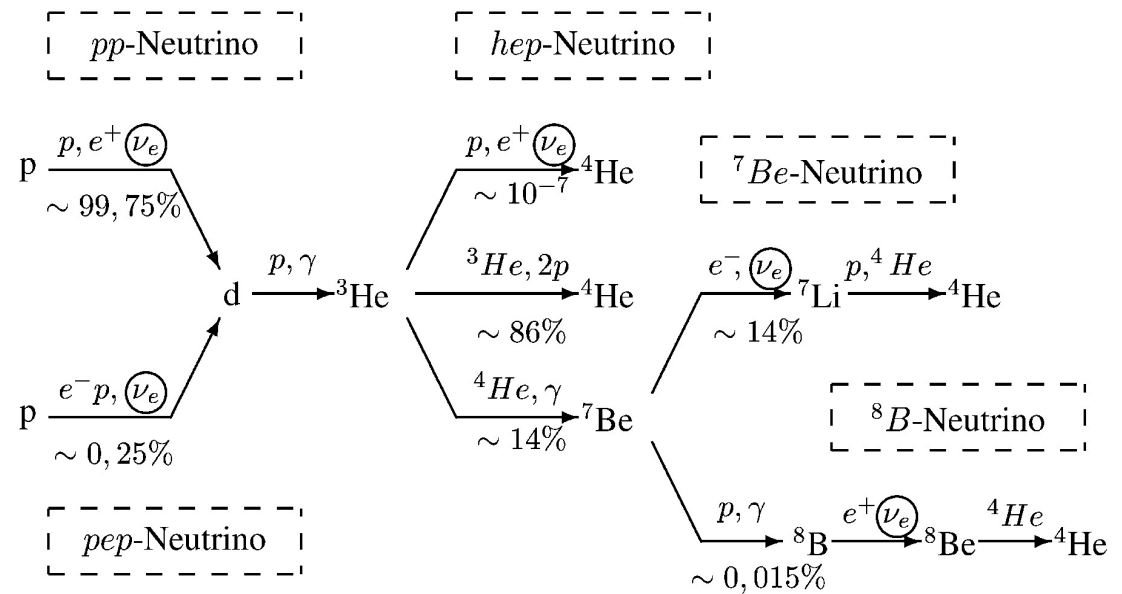 pp-Neutrino
hep-Neutrino
p, e⁺ νₑ
p
∼ 99, 75%
p, e⁺ νₑ
⁴He
∼ 10⁻⁷
⁷Be-Neutrino
d
p, γ
³He
³He, 2p
⁴He
∼ 86%
e⁻, νₑ
⁷Li
∼ 14%
p,⁴ He
⁴He
p
e⁻p, νₑ
∼ 0, 25%
⁴He, γ
⁷Be
∼ 14%
⁸B-Neutrino
pep-Neutrino
p, γ
⁸B
∼ 0, 015%
e⁺ νₑ
⁸Be
⁴He
⁴He